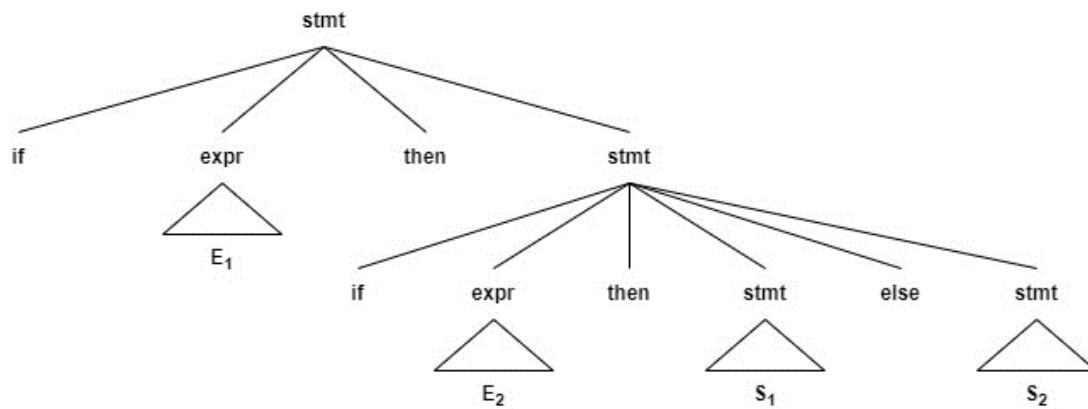 stmt
if expr then stmt
E₁
if expr then stmt else stmt
E₂ S₁ S₂